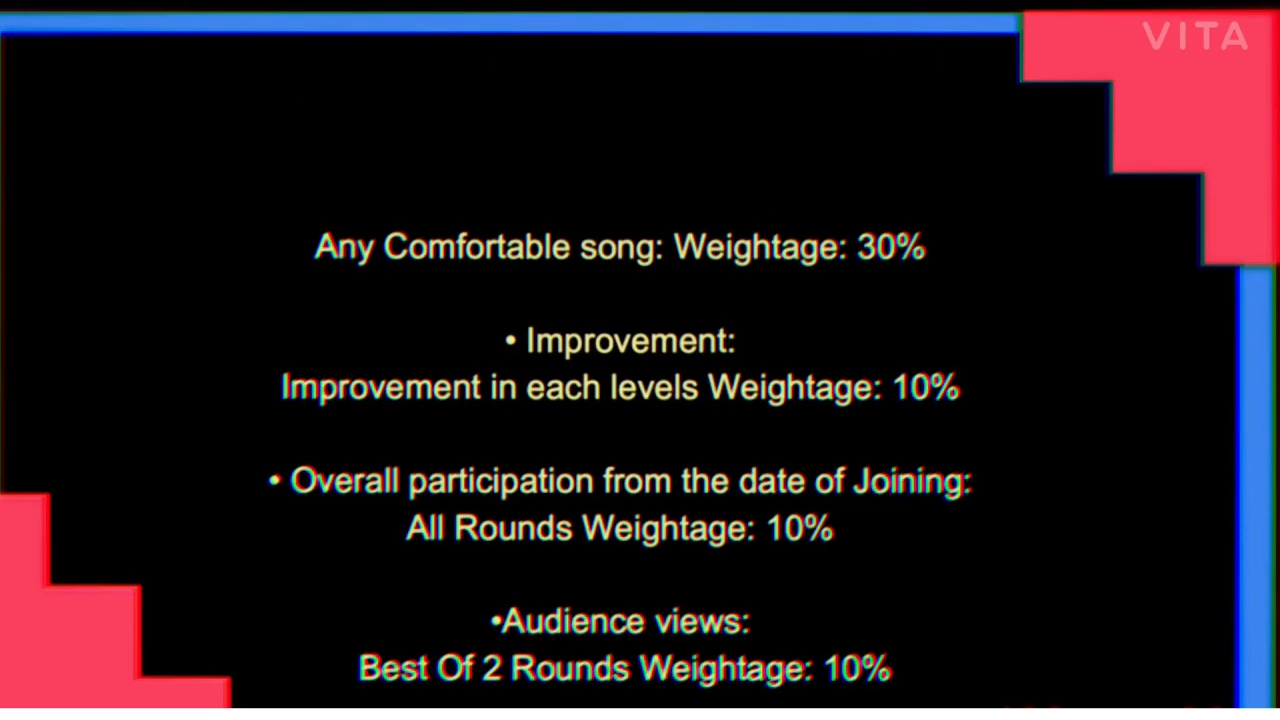 VITA
Any Comfortable song: Weightage: 30%
• Improvement:
Improvement in each levels Weightage: 10%
• Overall participation from the date of Joining:
All Rounds Weightage: 10%
•Audience views:
Best Of 2 Rounds Weightage: 10%